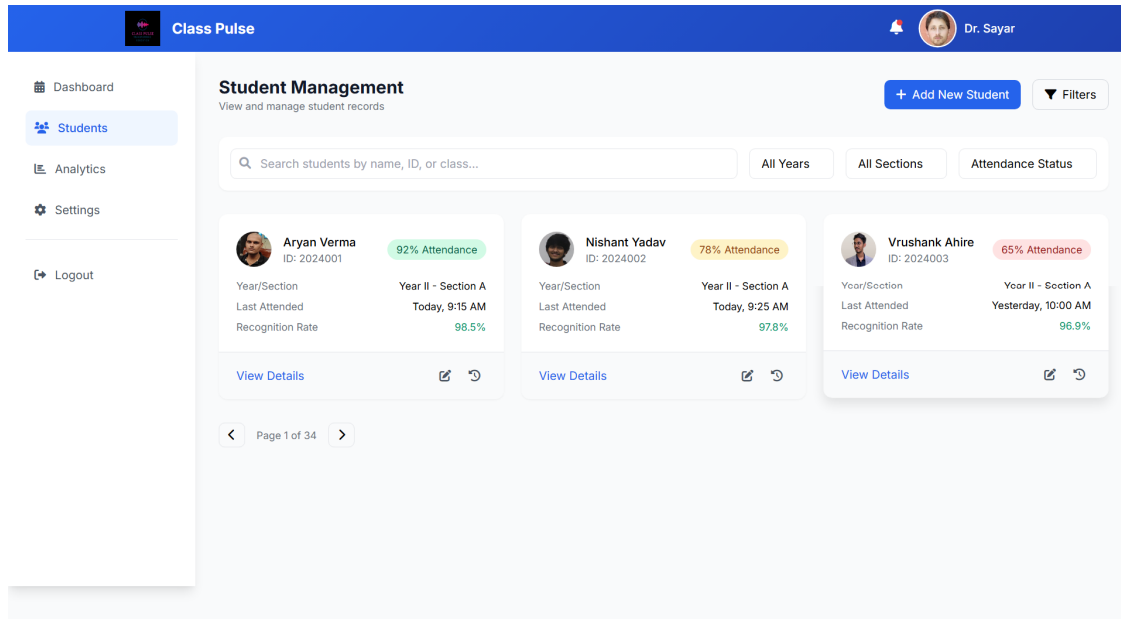 Class Pulse
Dr. Sayar
Dashboard
Students
Analytics
Settings
Logout
Student Management
View and manage student records
+ Add New Student
Filters
Search students by name, ID, or class...
All Years
All Sections
Attendance Status
Aryan Verma
ID: 2024001
92% Attendance
Year/Section Year II - Section A
Last Attended Today, 9:15 AM
Recognition Rate 98.5%
View Details
Nishant Yadav
ID: 2024002
78% Attendance
Year/Section Year II - Section A
Last Attended Today, 9:25 AM
Recognition Rate 97.8%
View Details
Vrushank Ahire
ID: 2024003
65% Attendance
Year/Section Year II - Section A
Last Attended Yesterday, 10:00 AM
Recognition Rate 96.9%
View Details
Page 1 of 34